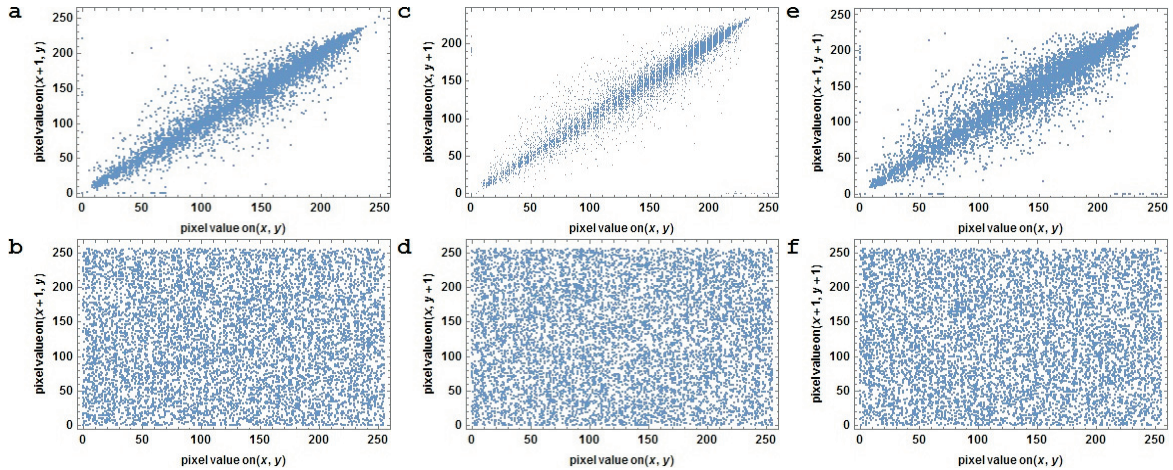 a
pixel value on(x+1, y)
250
200
150
100
50
0
0 50 100 150 200 250
pixel value on(x, y)
c
pixel value on(x, y+1)
200
150
100
50
0
0 50 100 150 200 250
pixel value on(x, y)
e
pixel value on(x+1, y+1)
250
200
150
100
50
0
0 50 100 150 200 250
pixel value on(x, y)
b
pixel value on(x+1, y)
250
200
150
100
50
0
0 50 100 150 200 250
pixel value on(x, y)
d
pixel value on(x, y+1)
250
200
150
100
50
0
0 50 100 150 200 250
pixel value on(x, y)
f
pixel value on(x+1, y+1)
250
200
150
100
50
0
0 50 100 150 200 250
pixel value on(x, y)